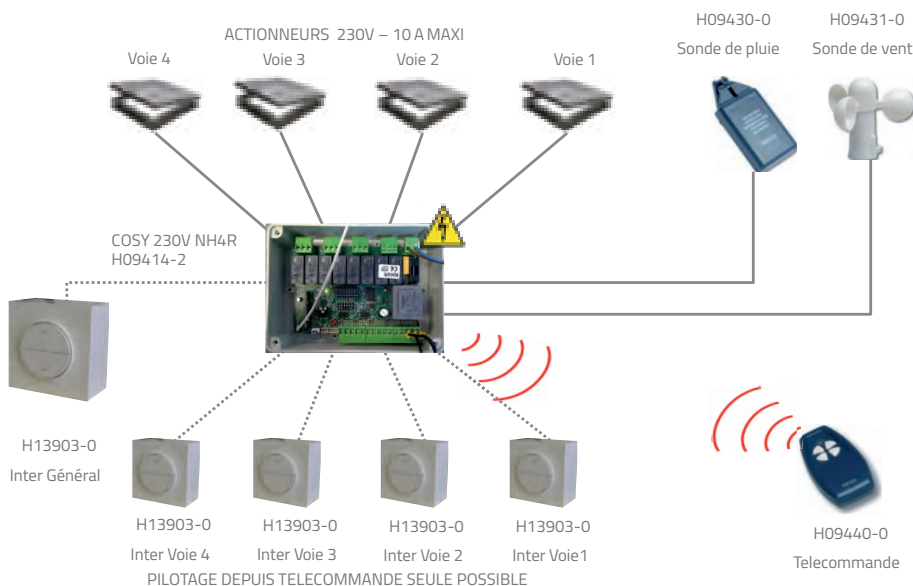 ACTIONNEURS 230V – 10 A MAXI
Voie 4
Voie 3
Voie 2
Voie 1
H09430-0
Sonde de pluie
H09431-0
Sonde de vent
COSY 230V NH4R
H09414-2
NH4R
H13903-0
Inter Général
H13903-0
Inter Voie 4
H13903-0
Inter Voie 3
H13903-0
Inter Voie 2
H13903-0
Inter Voie1
H09440-0
Telecommande
PILOTAGE DEPUIS TELECOMMANDE SEULE POSSIBLE